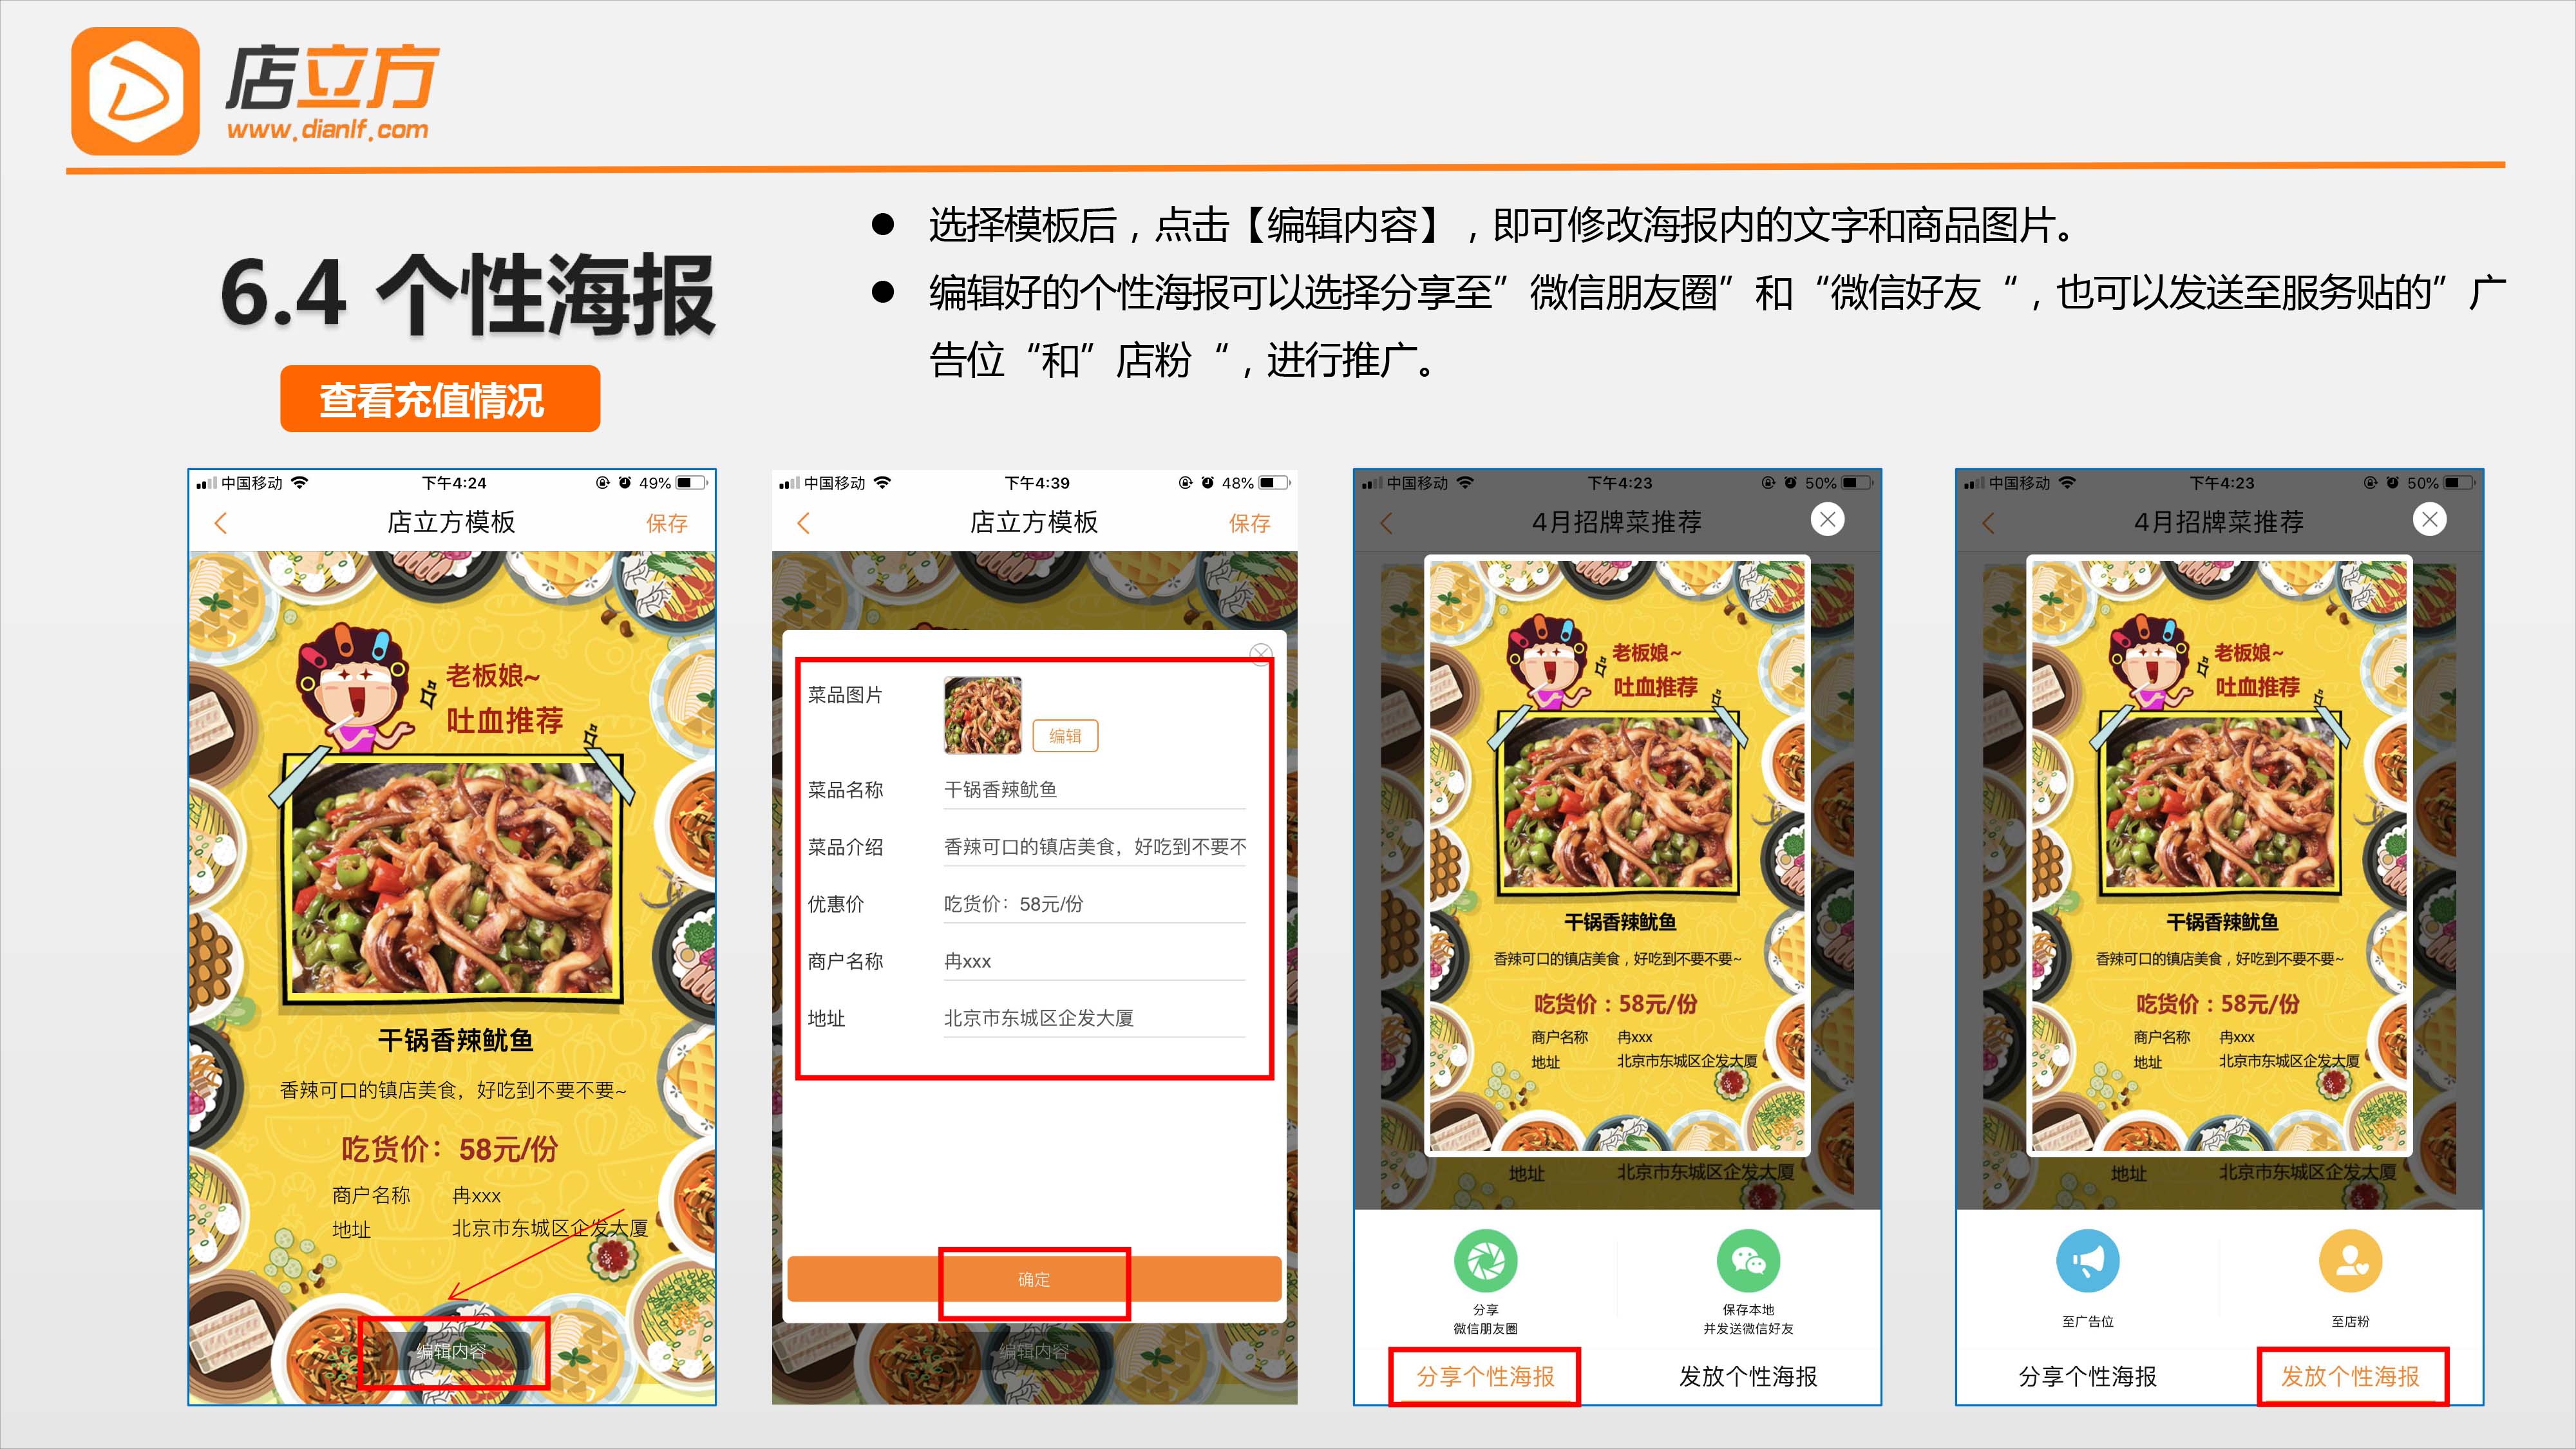 店立方
www.dianlf.com
6.4 个性海报
查看充值情况
● 选择模板后，点击【编辑内容】，即可修改海报内的文字和商品图片。
● 编辑好的个性海报可以选择分享至”微信朋友圈”和“微信好友“，也可以发送至服务贴的”广
告位“和”店粉“，进行推广。
中国移动 下午4:24 49%
店立方模板 保存
老板娘~
吐血推荐
干锅香辣鱿鱼
香辣可口的镇店美食，好吃到不要不要~
吃货价：58元/份
商户名称 冉xxx
地址 北京市东城区企发大厦
编辑内容
中国移动 下午4:39 48%
店立方模板 保存
菜品图片 编辑
菜品名称 干锅香辣鱿鱼
菜品介绍 香辣可口的镇店美食，好吃到不要不
优惠价 吃货价：58元/份
商户名称 冉xxx
地址 北京市东城区企发大厦
确定
编辑内容
中国移动 下午4:23 50%
4月招牌菜推荐
老板娘~
吐血推荐
干锅香辣鱿鱼
香辣可口的镇店美食，好吃到不要不要~
吃货价：58元/份
商户名称 冉xxx
地址 北京市东城区企发大厦
地址 北京市东城区企发大厦
分享 保存本地
微信朋友圈 并发送微信好友
分享个性海报 发放个性海报
中国移动 下午4:23 50%
4月招牌菜推荐
老板娘~
吐血推荐
干锅香辣鱿鱼
香辣可口的镇店美食，好吃到不要不要~
吃货价：58元/份
商户名称 冉xxx
地址 北京市东城区企发大厦
地址 北京市东城区企发大厦
至广告位 至店粉
分享个性海报 发放个性海报